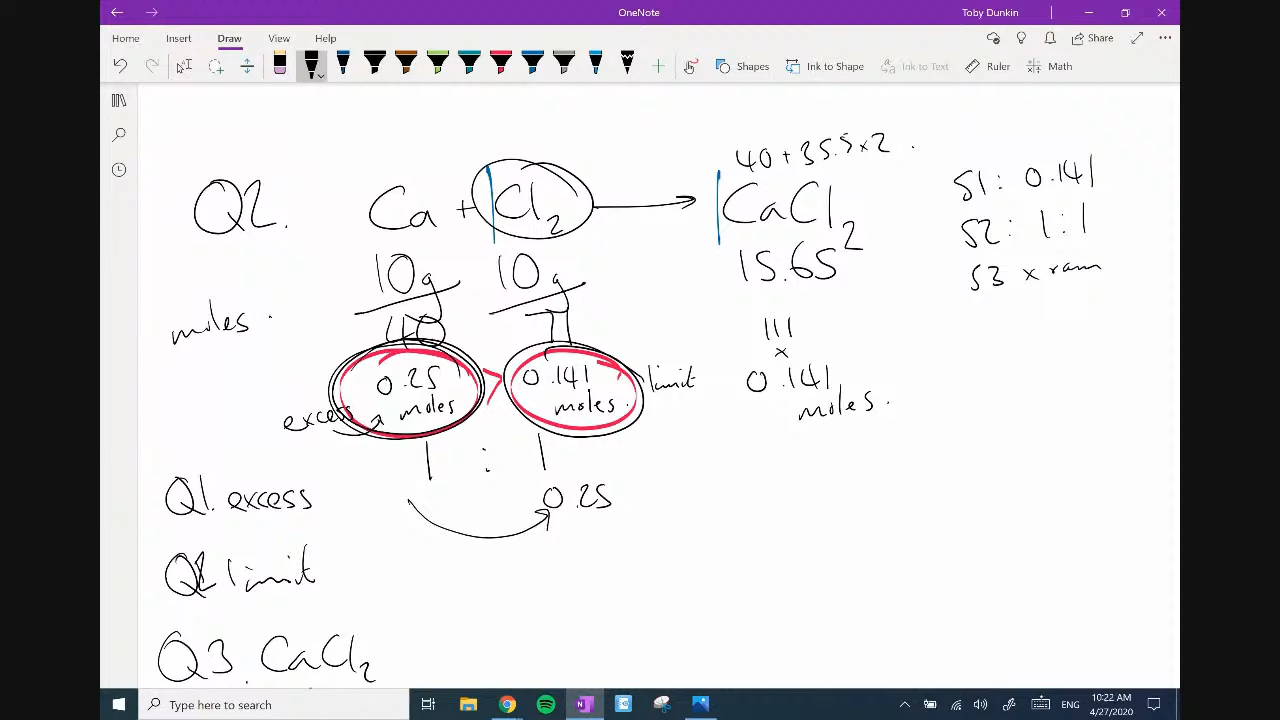 OneNote
Toby Dunkin
Home Insert Draw View Help
Share
Shapes Ink to Shape Ink to Text Ruler Math
40 + 35.5 x 2 .
Q2. Ca + Cl2 → CaCl2
S1 : 0.141
S2 : 1 : 1
S3 x ram
10g 10g 15.65
moles . 40 71
111
x
0.25 moles > 0.141 moles . limit
0.141 moles .
excess
1 : 1
0.25
Q1. excess
Q2 limit
Q3. CaCl2
Type here to search
ENG
10:22 AM
4/27/2020